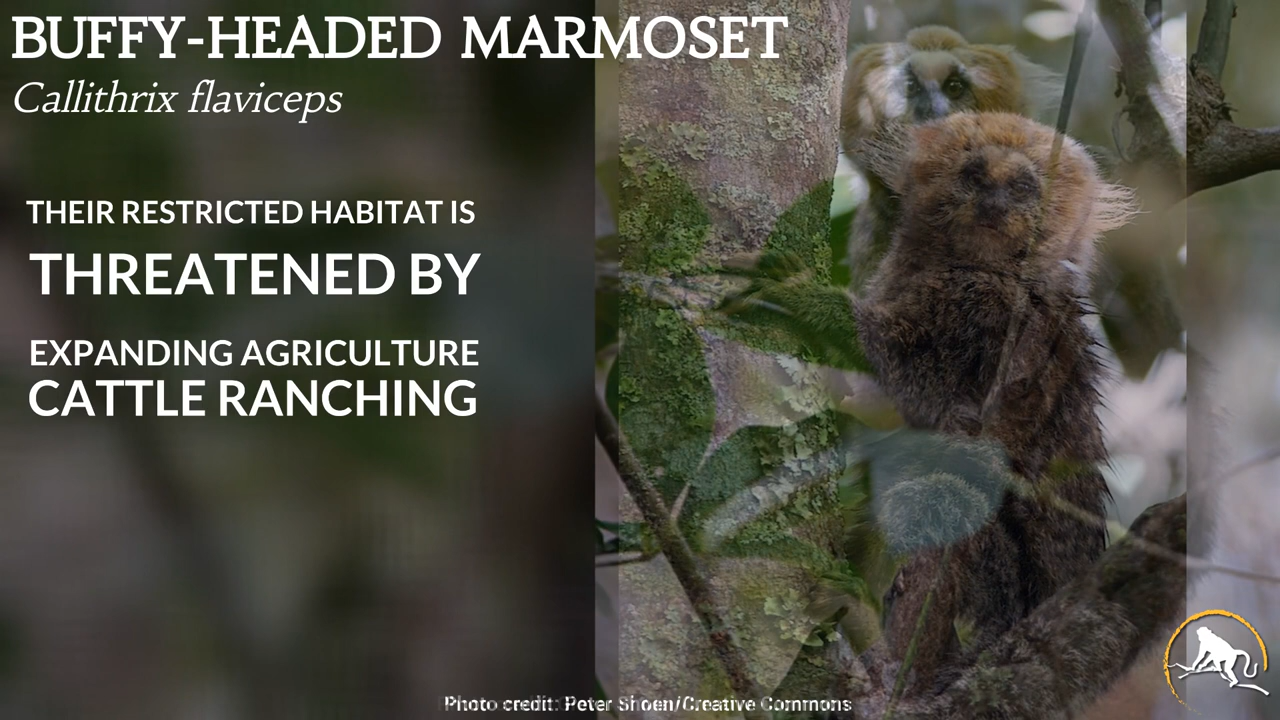 BUFFY-HEADED MARMOSET
Callithrix flaviceps
THEIR RESTRICTED HABITAT IS
THREATENED BY
EXPANDING AGRICULTURE
CATTLE RANCHING
Photo credit: Peter Shoen/Creative Commons